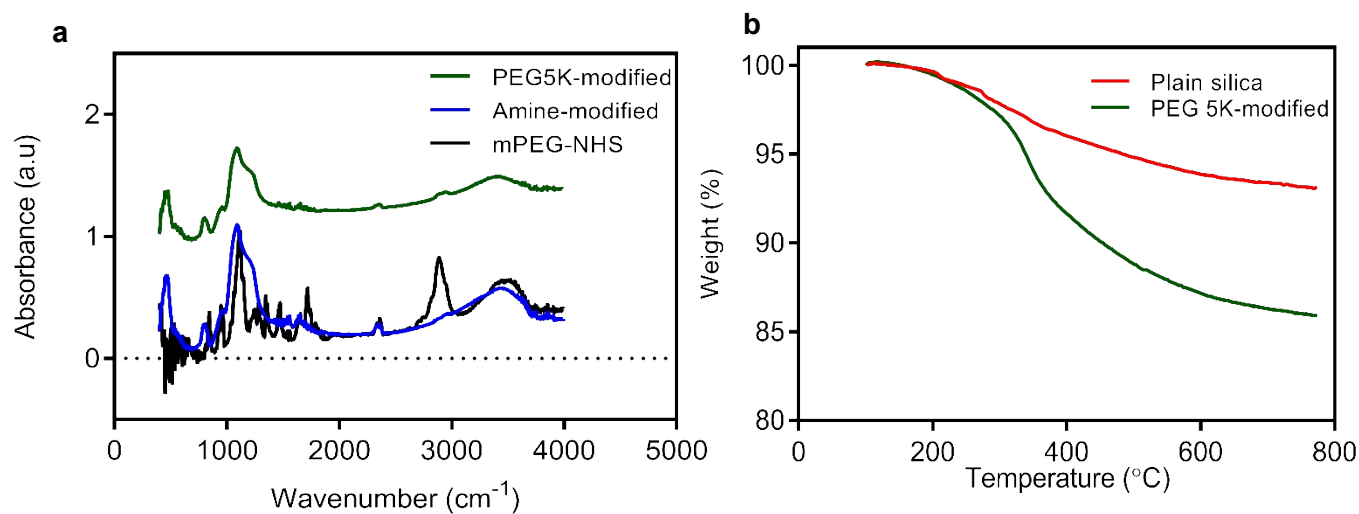 a
Absorbance (a.u)
2
1
0
PEG5K-modified
Amine-modified
mPEG-NHS
0 1000 2000 3000 4000 5000
Wavenumber (cm⁻¹)
b
Weight (%)
100
95
90
85
80
Plain silica
PEG 5K-modified
0 200 400 600 800
Temperature (°C)